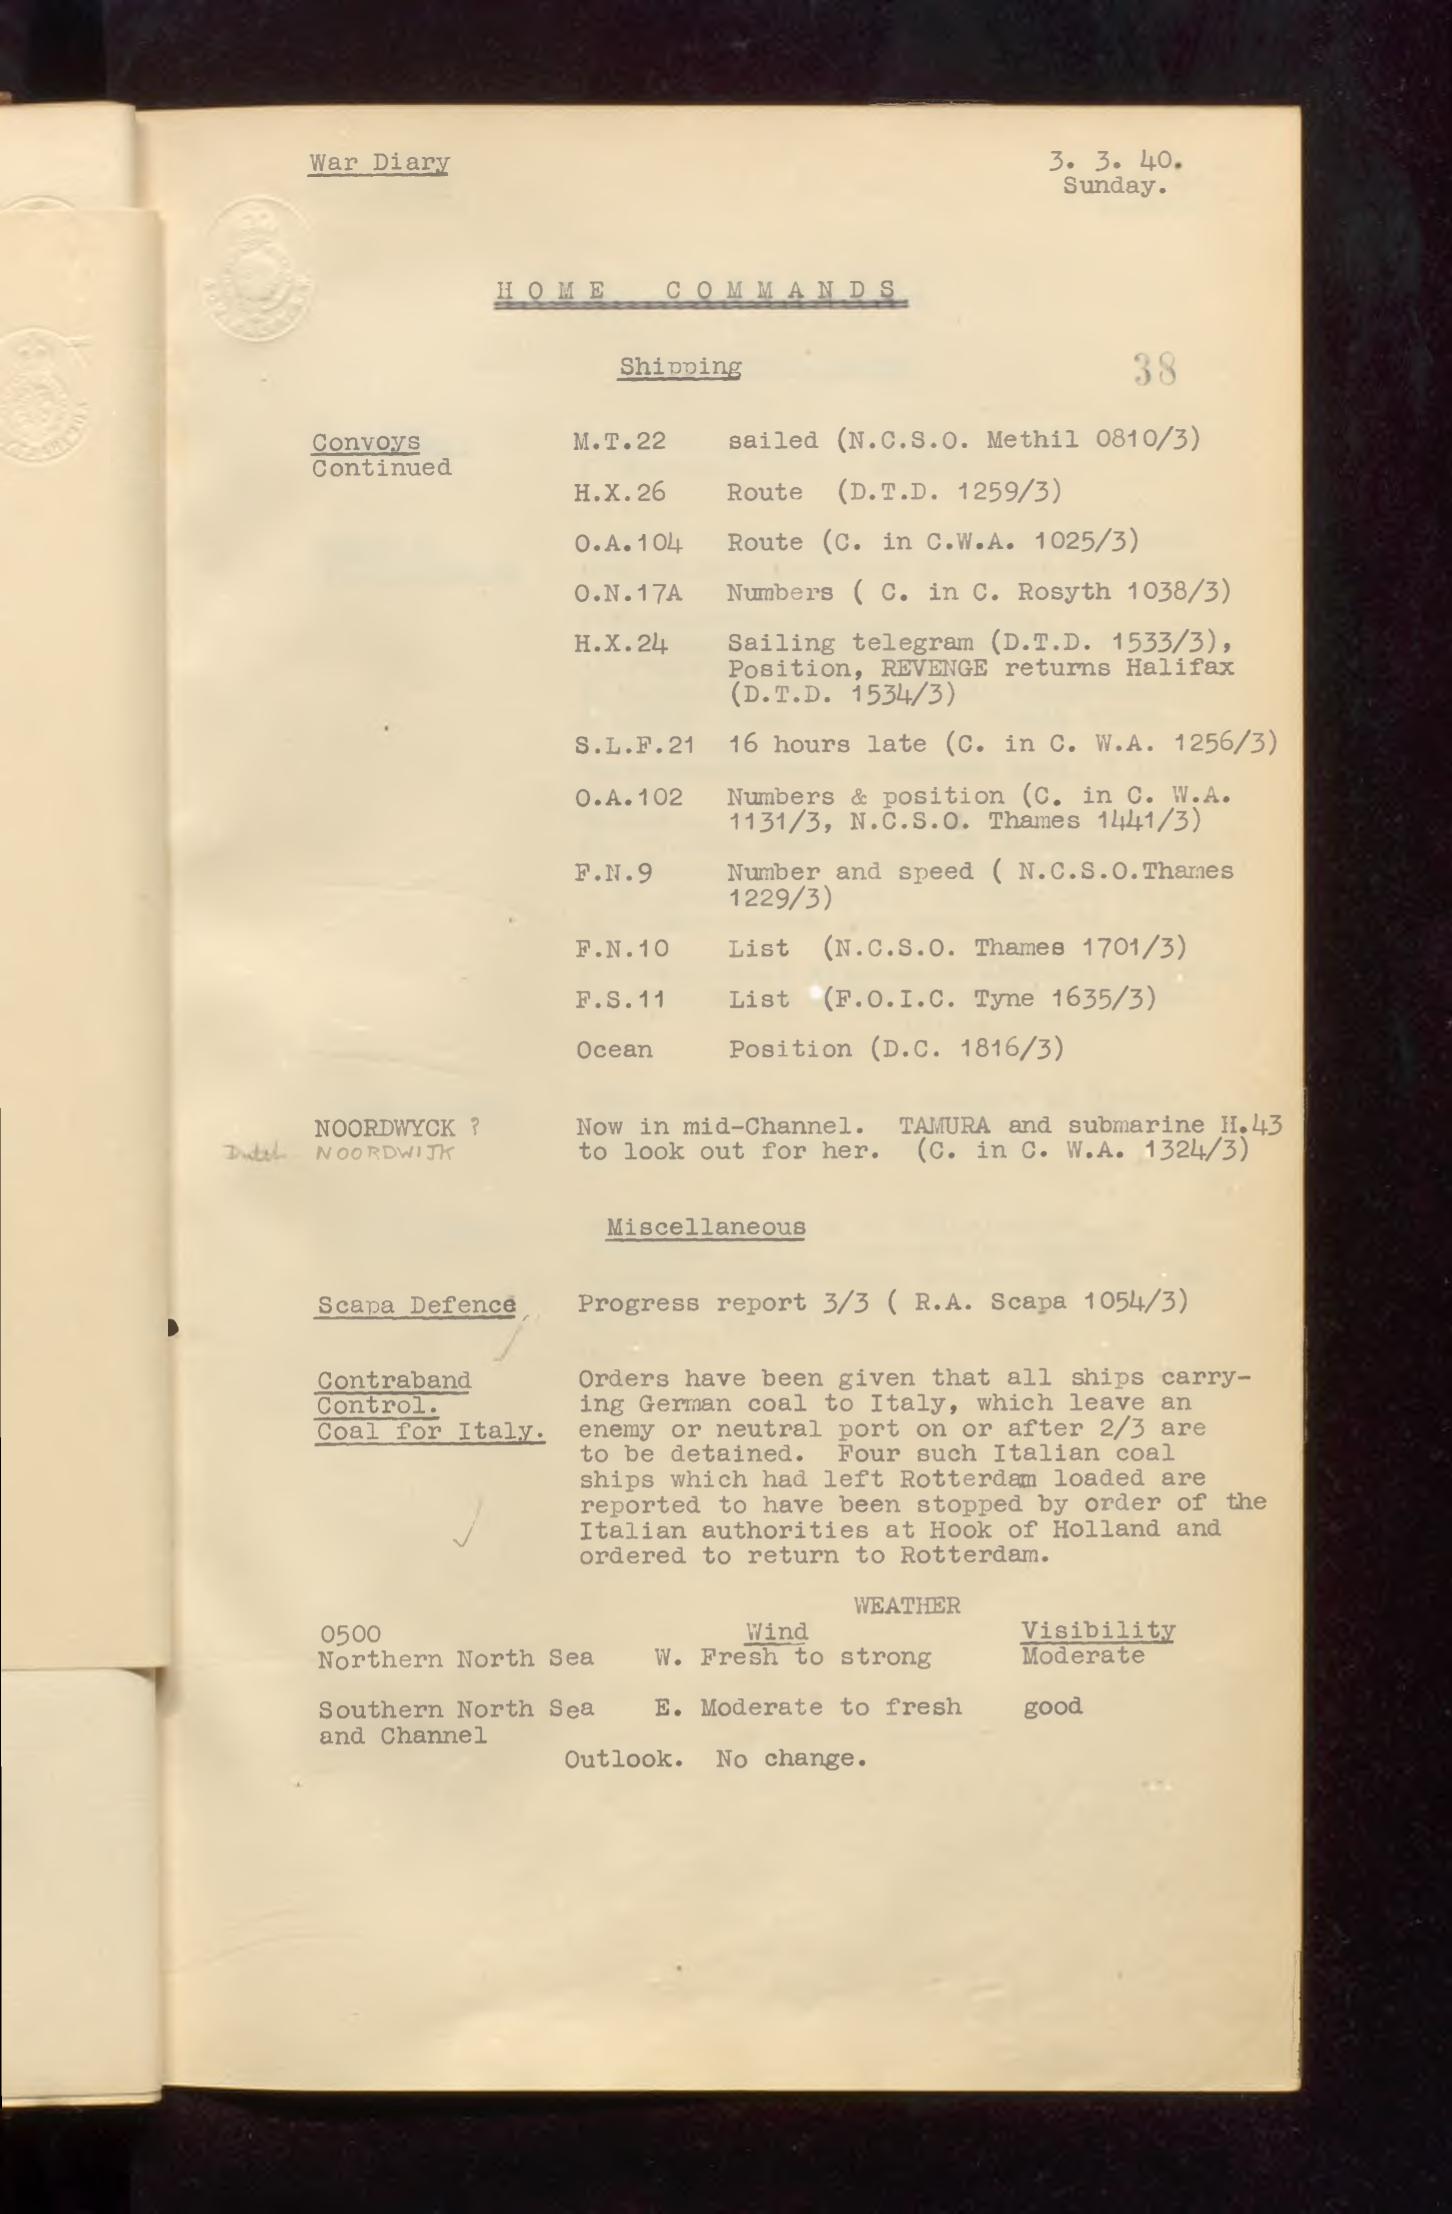 War Diary
3. 3. 40.
Sunday.
HOME COMMANDS
Shipping
38
Convoys
Continued
M.T.22 sailed (N.C.S.O. Methil 0810/3)
H.X.26 Route (D.T.D. 1259/3)
O.A.104 Route (C. in C.W.A. 1025/3)
O.N.17A Numbers ( C. in C. Rosyth 1038/3)
H.X.24 Sailing telegram (D.T.D. 1533/3),
Position, REVENGE returns Halifax
(D.T.D. 1534/3)
S.L.F.21 16 hours late (C. in C. W.A. 1256/3)
O.A.102 Numbers & position (C. in C. W.A.
1131/3, N.C.S.O. Thames 1441/3)
F.N.9 Number and speed ( N.C.S.O.Thames
1229/3)
F.N.10 List (N.C.S.O. Thames 1701/3)
F.S.11 List (F.O.I.C. Tyne 1635/3)
Ocean Position (D.C. 1816/3)
NOORDWYCK ? Now in mid-Channel. TAMURA and submarine H.43
Dutch NOORDWIJK to look out for her. (C. in C. W.A. 1324/3)
Miscellaneous
Scapa Defence Progress report 3/3 ( R.A. Scapa 1054/3)
Contraband
Control.
Coal for Italy.
Orders have been given that all ships carry-
ing German coal to Italy, which leave an
enemy or neutral port on or after 2/3 are
to be detained. Four such Italian coal
ships which had left Rotterdam loaded are
reported to have been stopped by order of the
Italian authorities at Hook of Holland and
ordered to return to Rotterdam.
WEATHER
0500 Wind Visibility
Northern North Sea W. Fresh to strong Moderate
Southern North Sea E. Moderate to fresh good
and Channel
Outlook. No change.